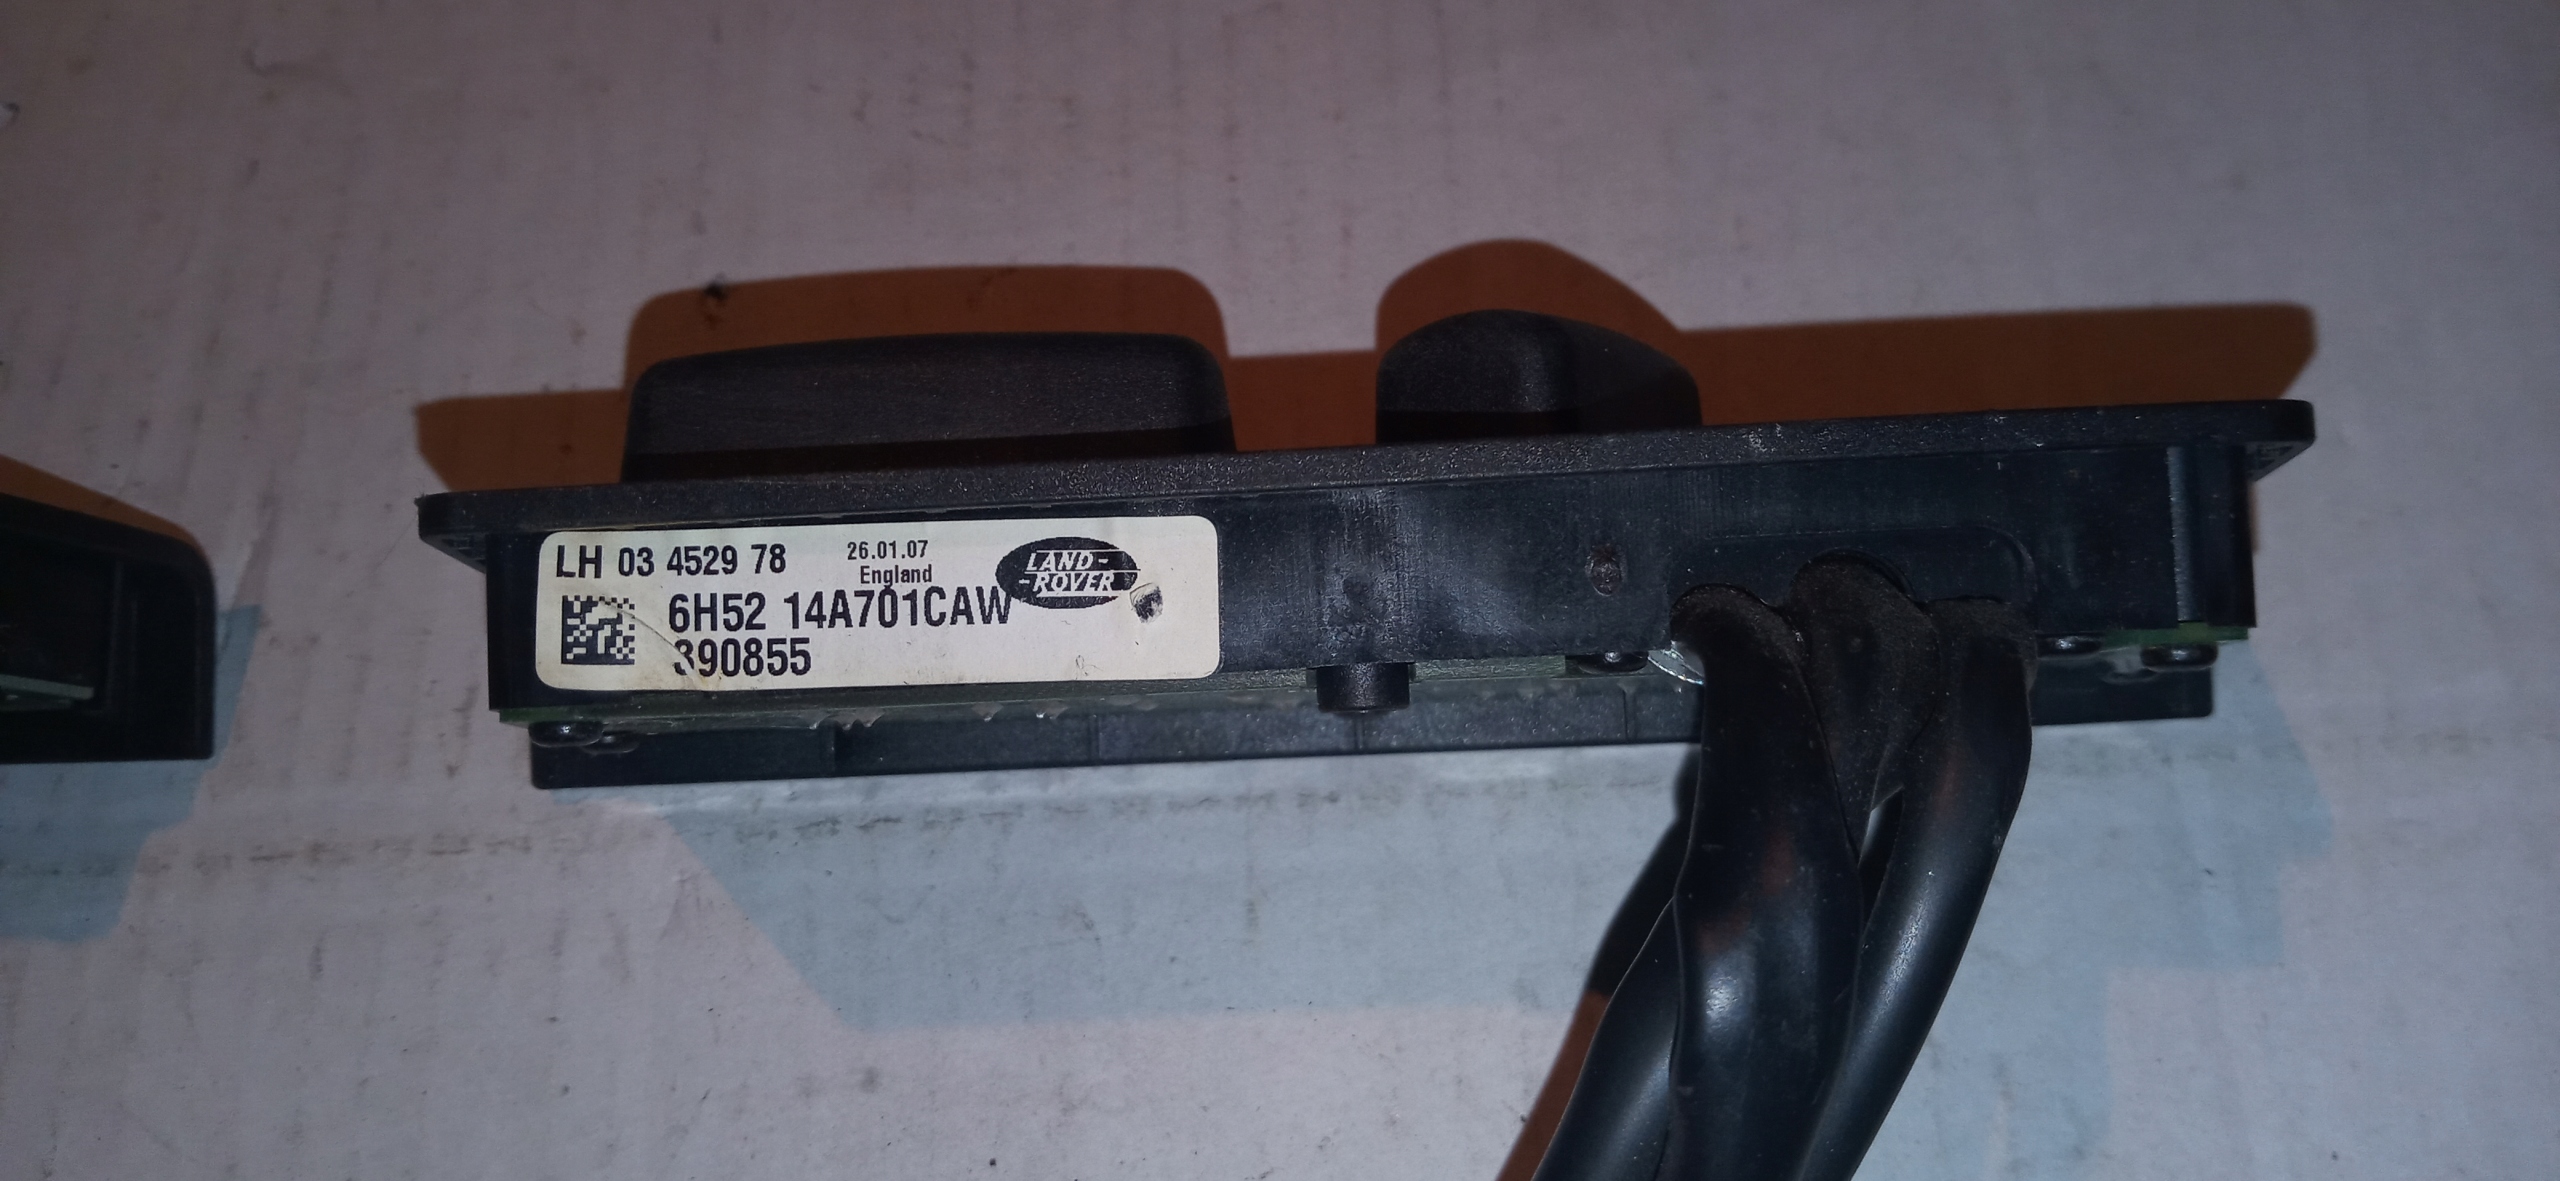 LH 03 4529 78
26.01.07
England
LAND-
-ROVER
6H52 14A701CAW
390855